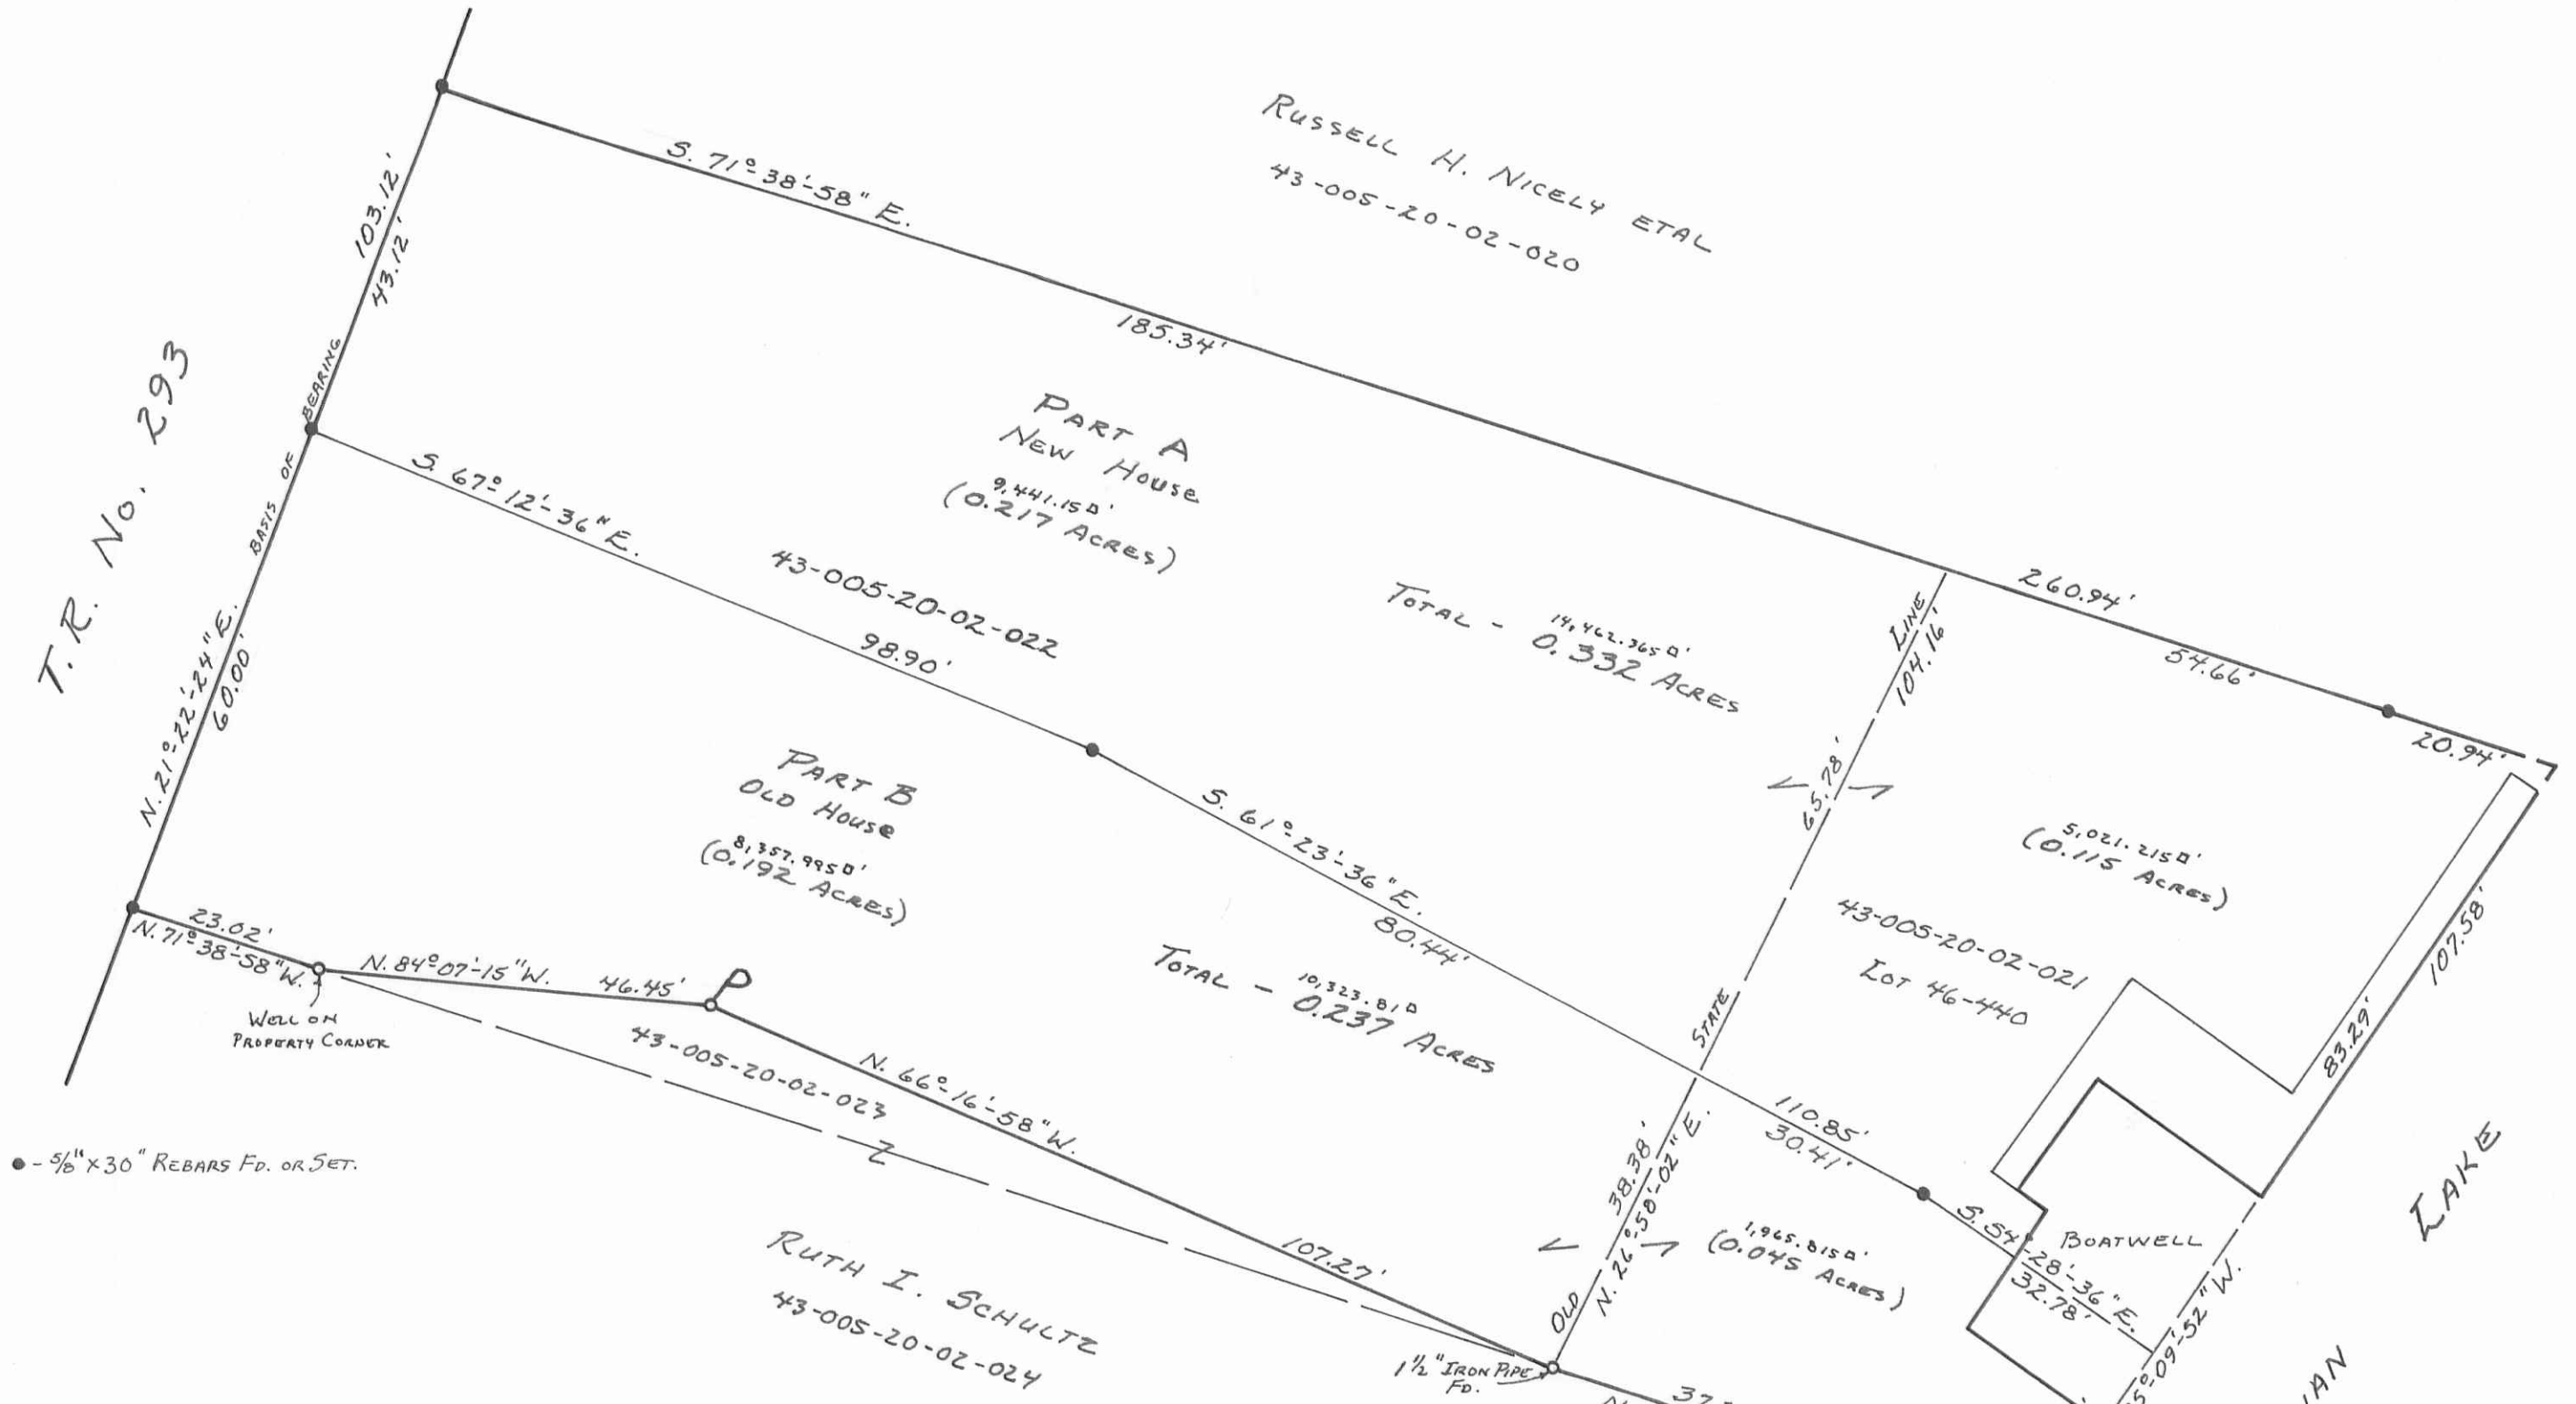 RUSSELL H. NICELY ETAL
43-005-20-02-020
S. 71°-38'-58" E.
185.34'
260.94'
54.66'
20.94'
103.12'
43.12'
BASIS OF BEARING
N. 21°-22'-24" E.
60.00'
T.R. No. 293
PART A
NEW HOUSE
9,441.15□'
(0.217 ACRES)
S. 67°-12'-36" E.
98.90'
43-005-20-02-022
TOTAL - 14,462.365□'
0.332 ACRES
OLD STATE LINE
104.16'
65.78'
38.38'
N. 26°-58'-02" E.
5,021.215□'
(0.115 ACRES)
43-005-20-02-021
LOT 46-440
107.58'
83.29'
PART B
OLD HOUSE
8,357.995□'
(0.192 ACRES)
S. 61°-23'-36" E.
80.44'
110.85'
30.41'
TOTAL - 10,323.81□
0.237 ACRES
23.02'
N. 71°-38'-58" W.
WELL ON
PROPERTY CORNER
N. 84°-07'-15" W.
46.45'
P
43-005-20-02-023
N. 66°-16'-58" W.
107.27'
Z
1,965.815□'
(0.045 ACRES)
S. 54°-28'-36" E.
32.78'
BOATWELL
5°-09'-52" W.
LAKE
IAN
● - 5/8" X 30" REBARS FD. OR SET.
RUTH I. SCHULTZ
43-005-20-02-024
1 1/2" IRON PIPE
FD.
37